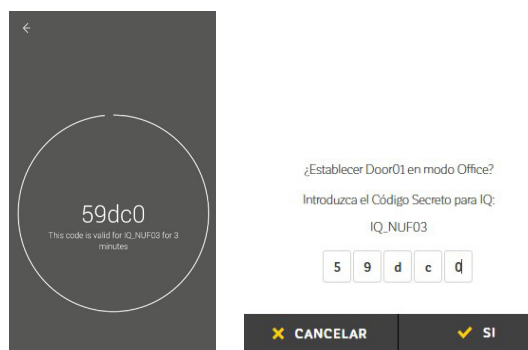 59dc0
This code is valid for IQ_NUF03 for 3
minutes
¿Establecer Door01 en modo Office?
Introduzca el Código Secreto para IQ:
IQ_NUF03
5 9 d c 0
CANCELAR SI